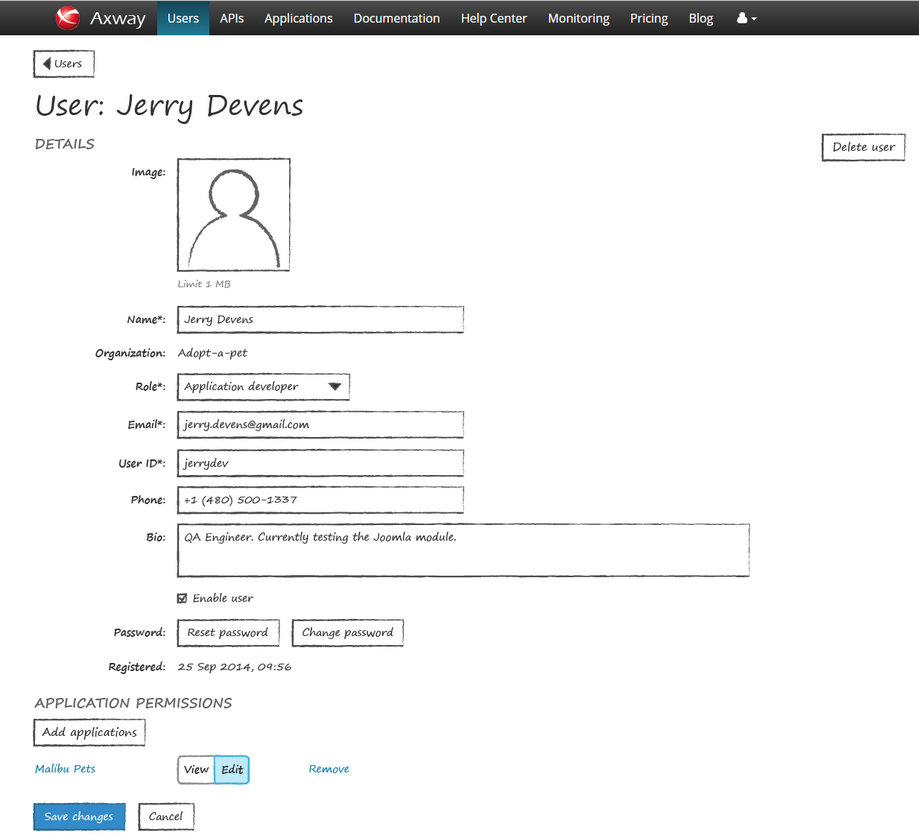 Axway Users APIs Applications Documentation Help Center Monitoring Pricing Blog
Users
User: Jerry Devens
DETAILS
Delete user
Image:
Limit 1 MB
Name*: Jerry Devens
Organization: Adopt-a-pet
Role*: Application developer
Email*: jerry.devens@gmail.com
User ID*: jerrydev
Phone: +1 (480) 500-1337
Bio: QA Engineer. Currently testing the Joomla module.
Enable user
Password: Reset password Change password
Registered: 25 Sep 2014, 09:56
APPLICATION PERMISSIONS
Add applications
Malibu Pets View Edit Remove
Save changes Cancel